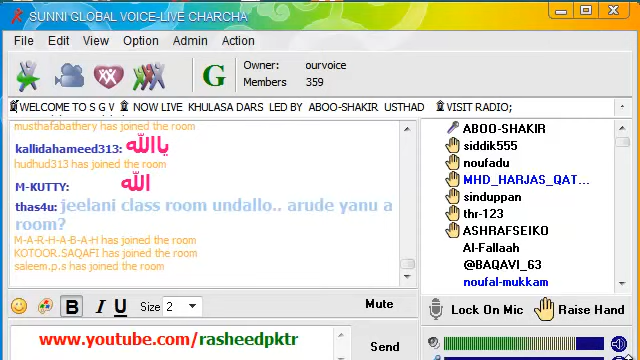 SUNNI GLOBAL VOICE-LIVE CHARCHA
File Edit View Option Admin Action
Owner: ourvoice
Members 359
G
WELCOME TO S G V NOW LIVE KHULASA DARS LED BY ABOO-SHAKIR USTHAD VISIT RADIO;
musthafabathery has joined the room
kallidahameed313: ياالله
hudhud313 has joined the room
M-KUTTY: الله
thas4u: jeelani class room undallo.. arude yanu a
room?
M-A-R-H-A-B-A-H has joined the room
KOTOOR.SAQAFI has joined the room
saleem.p.s has joined the room
ABOO-SHAKIR
siddik555
noufadu
MHD_HARJAS_QAT...
sinduppan
thr-123
ASHRAFSEIKO
Al-Fallaah
@BAQAVI_63
noufal-mukkam
B I U Size 2 Mute
Lock On Mic Raise Hand
www.youtube.com/rasheedpktr
Send